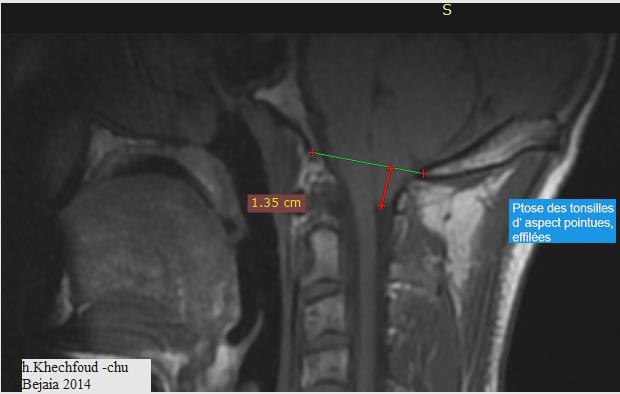 S
1.35 cm
Ptose des tonsilles
d' aspect pointues,
effilées
h.Khechfoud -chu
Bejaia 2014